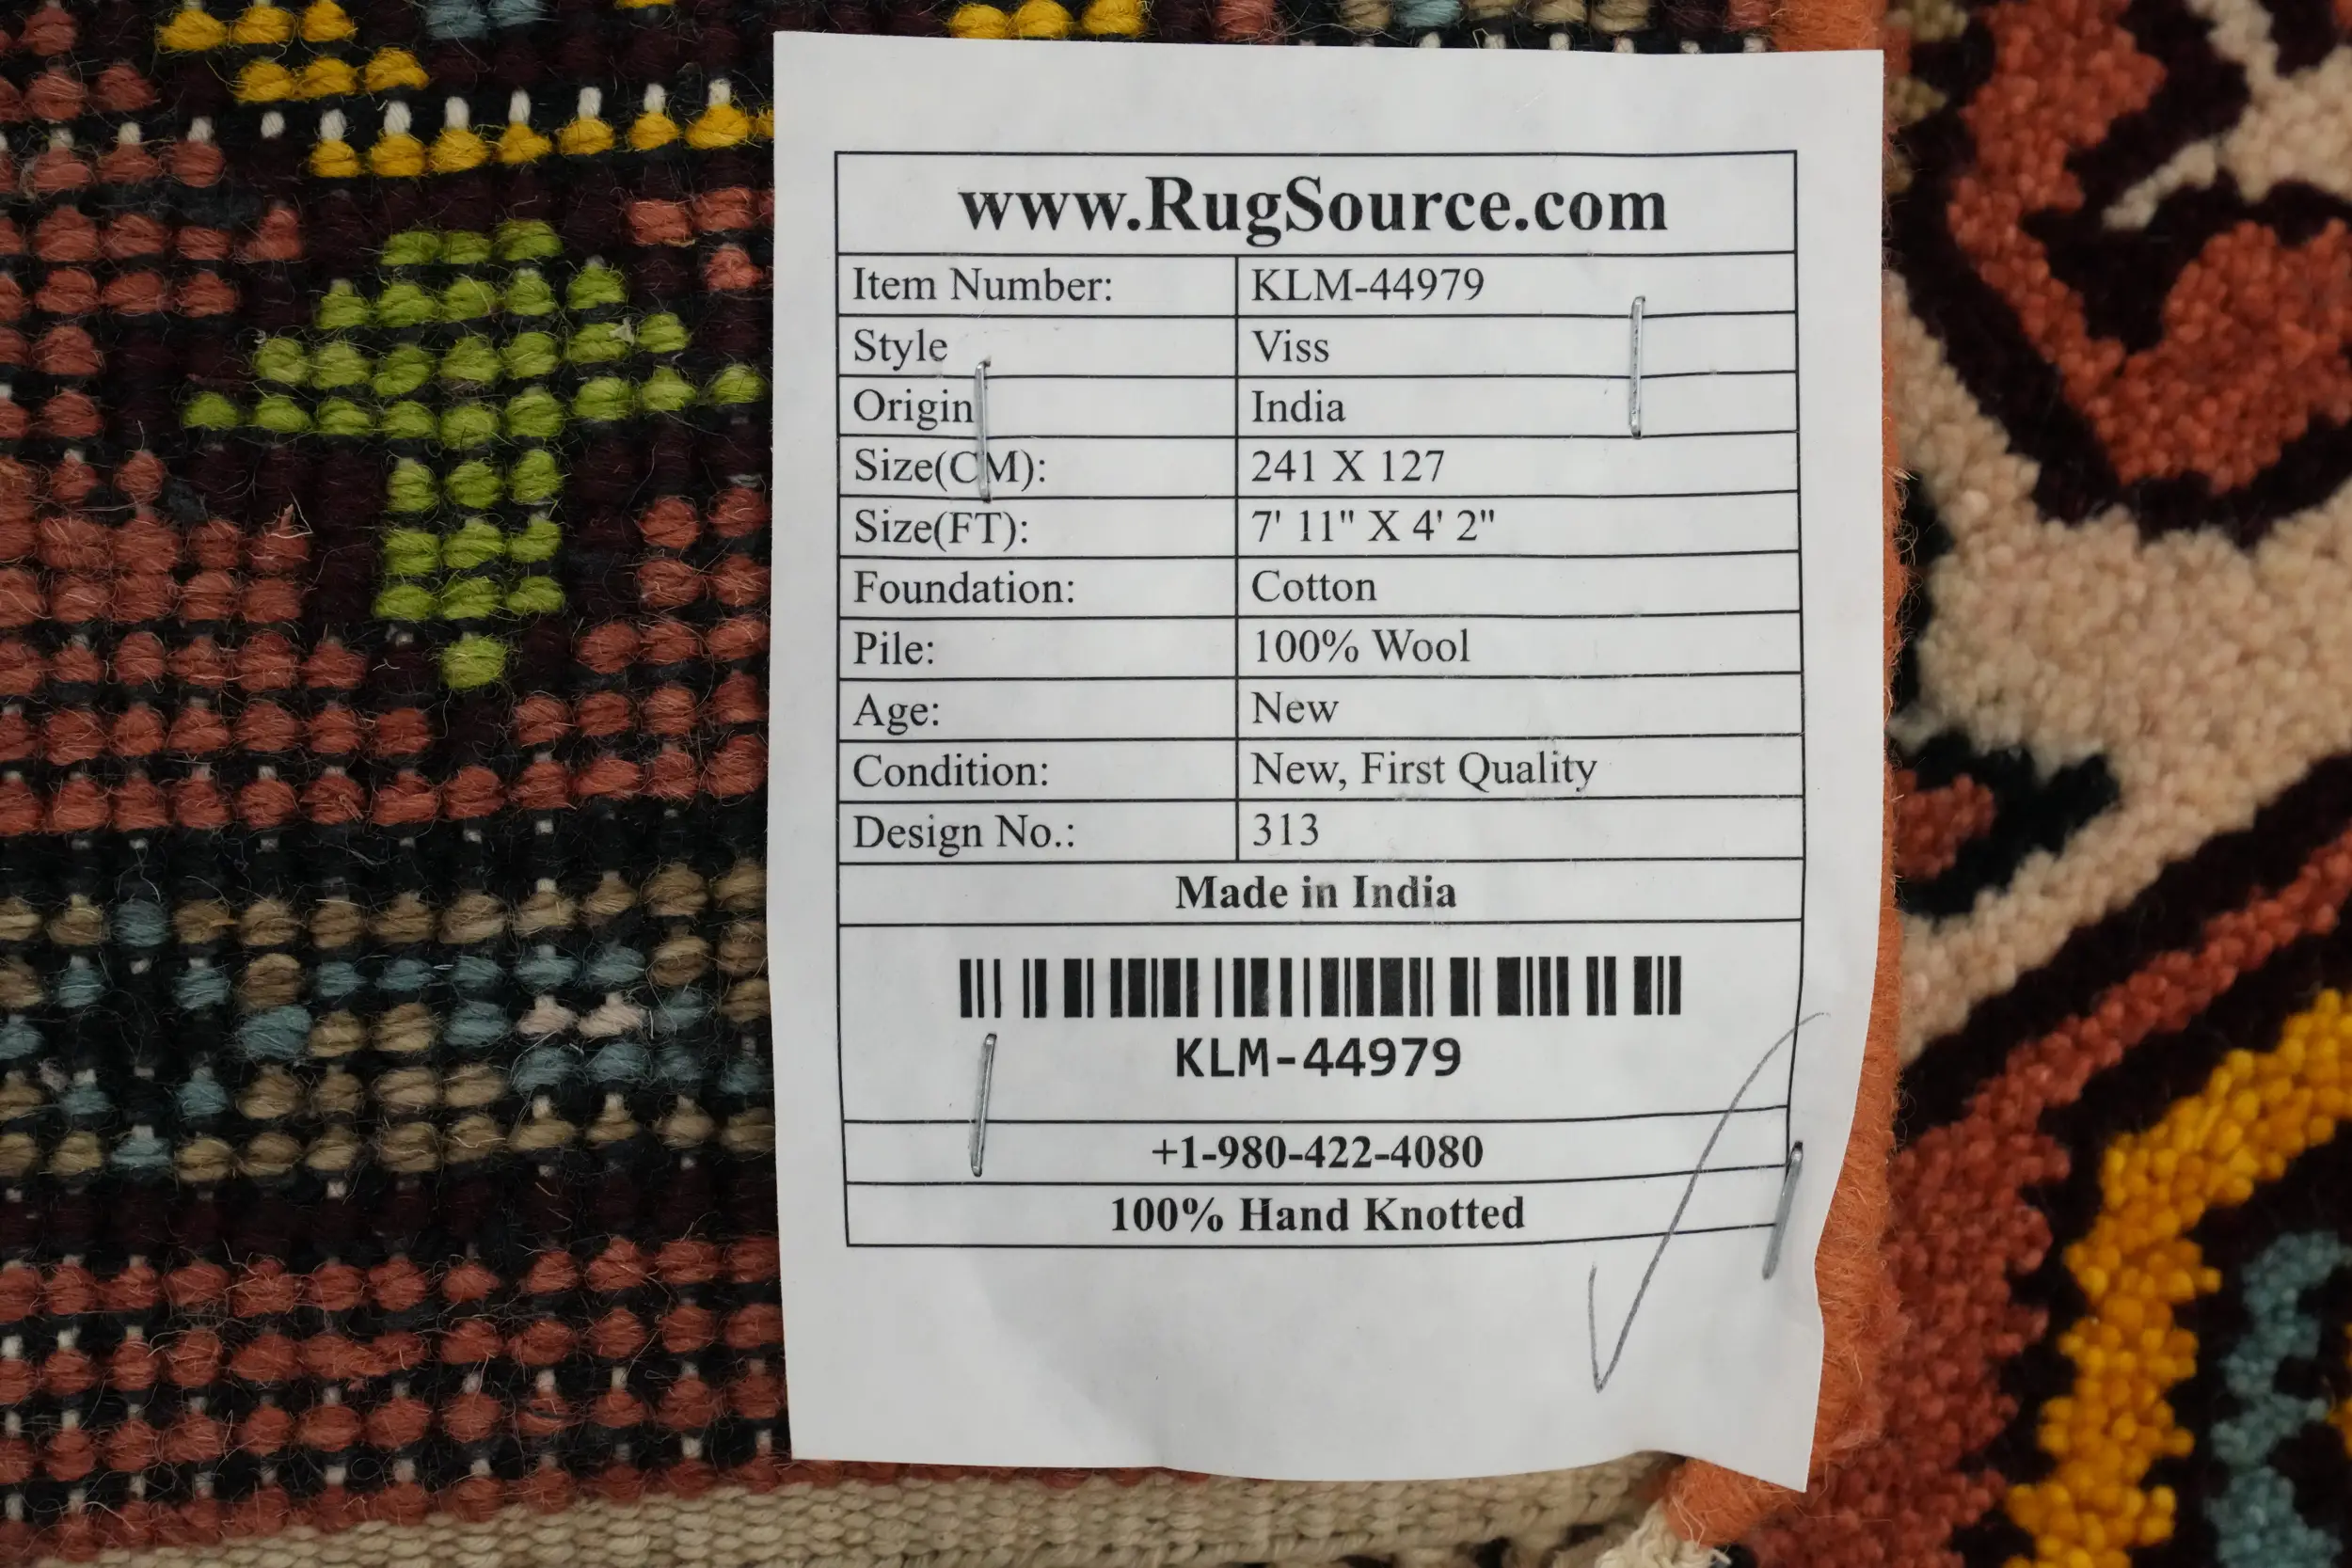 www.RugSource.com
Item Number: KLM-44979
Style Viss
Origin India
Size(CM): 241 X 127
Size(FT): 7' 11" X 4' 2"
Foundation: Cotton
Pile: 100% Wool
Age: New
Condition: New, First Quality
Design No.: 313
Made in India
KLM-44979
+1-980-422-4080
100% Hand Knotted